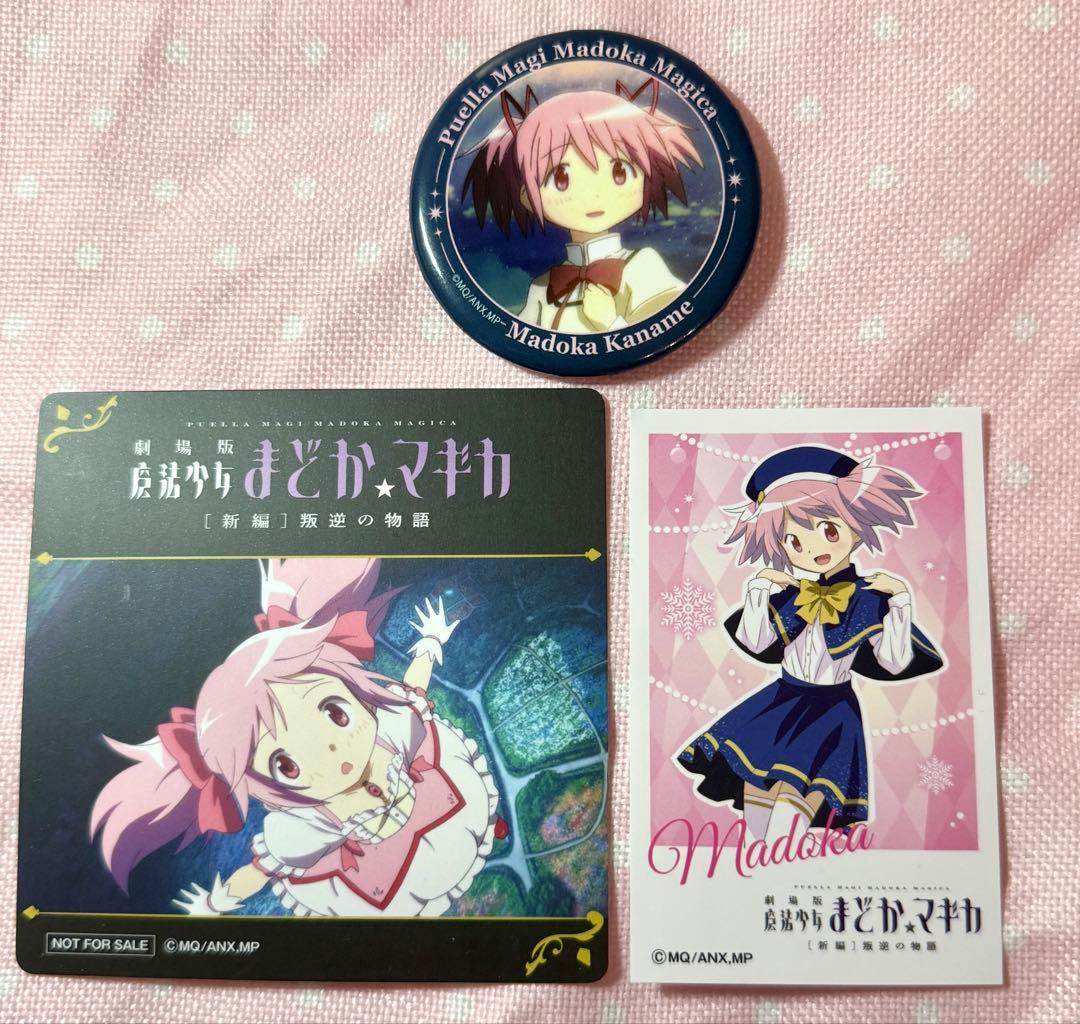 Puella Magi Madoka Magica
©MQ/ANX,MP
Madoka Kaname
PUELLA MAGI MADOKA MAGICA
劇場版
魔法少女まどか★マギカ
[新編]叛逆の物語
NOT FOR SALE ©MQ/ANX,MP
Madoka
PUELLA MAGI MADOKA MAGICA
劇場版
魔法少女まどか★マギカ
[新編]叛逆の物語
©MQ/ANX,MP